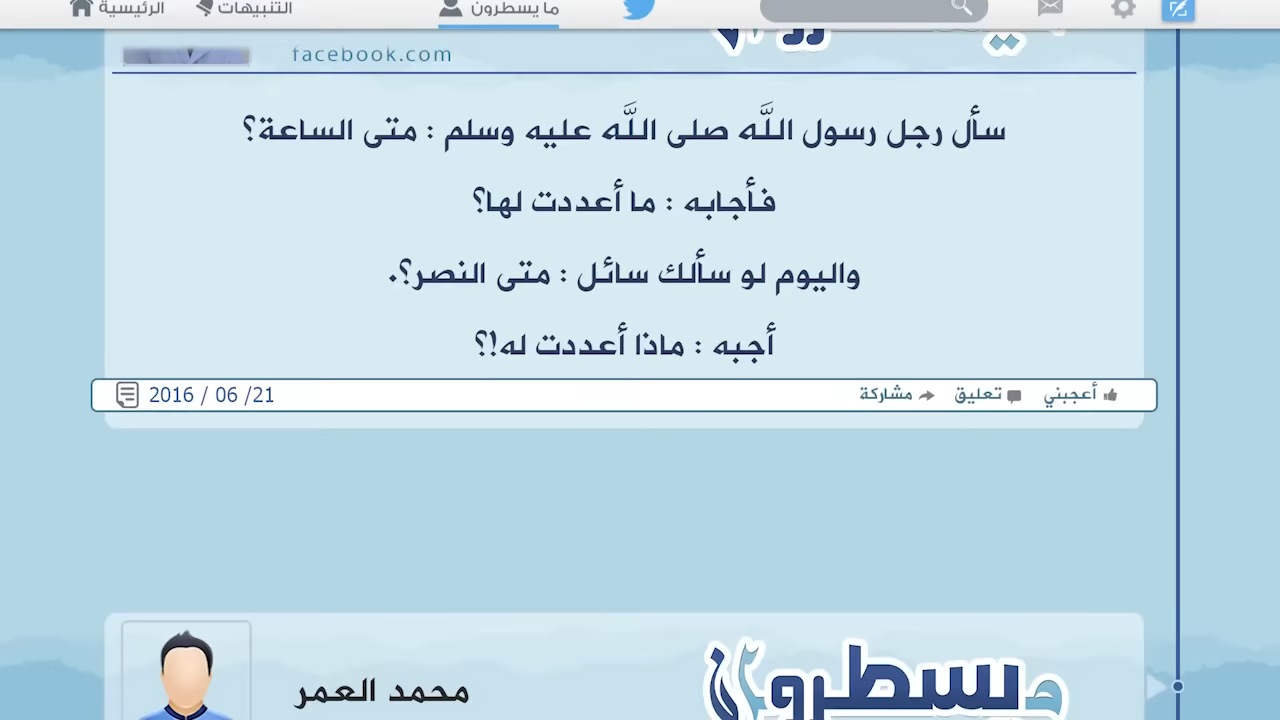 الرئيسية التنبيهات ما يسطرون
facebook.com
سأل رجل رسول اللَّه صلى اللَّه عليه وسلم : متى الساعة؟
فأجابه : ما أعددت لها؟
واليوم لو سألك سائل : متى النصر؟.
أجبه : ماذا أعددت له!؟
أعجبني تعليق مشاركة 2016 / 06 /21
محمد العمر
ما يسطرون